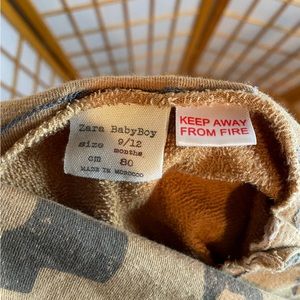 Zara BabyBoy
size 9/12
months
cm 80
MADE IN MOROCCO
KEEP AWAY
FROM FIRE